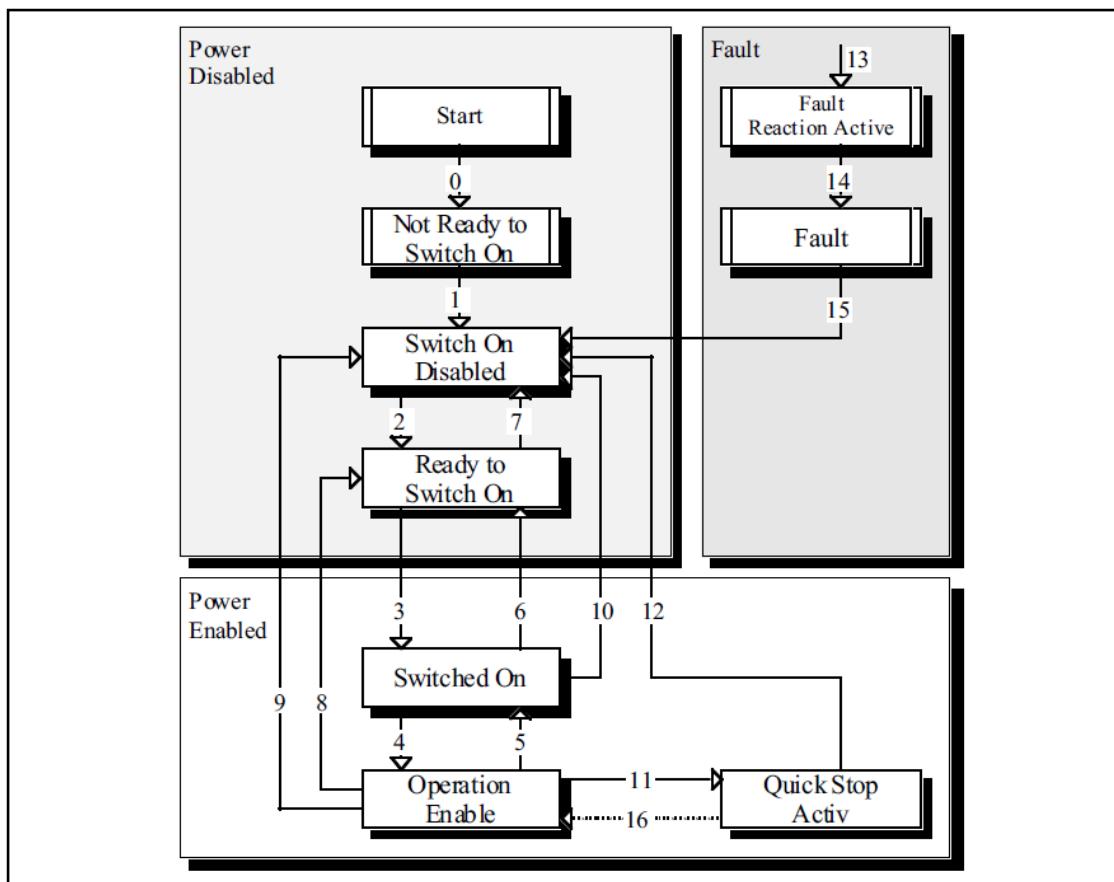 Power
Disabled
Start
0
Not Ready to
Switch On
1
Switch On
Disabled
2
7
Ready to
Switch On
Fault
13
Fault
Reaction Active
14
Fault
15
Power
Enabled
3
6
10
12
Switched On
9
8
4
5
Operation
Enable
11
16
Quick Stop
Activ